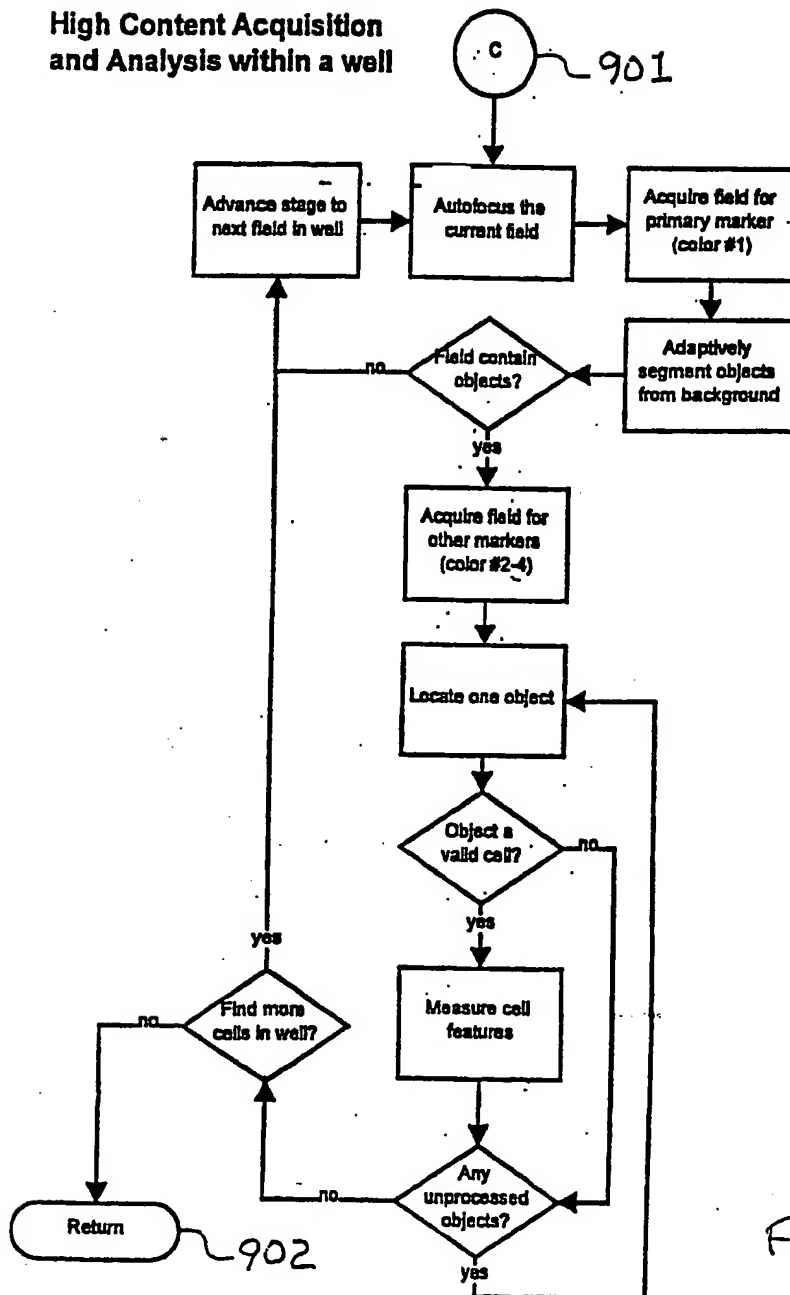 High Content Acquisition
and Analysis within a well
C
901
Advance stage to
next field in well
Autofocus the
current field
Acquire field for
primary marker
(color #1)
Adaptively
segment objects
from background
Field contain
objects?
no
yes
Acquire field for
other markers
(color #2-4)
Locate one object
Object a
valid cell?
no
yes
Measure cell
features
Any
unprocessed
objects?
no
yes
Find more
cells in well?
yes
no
Return
902
F